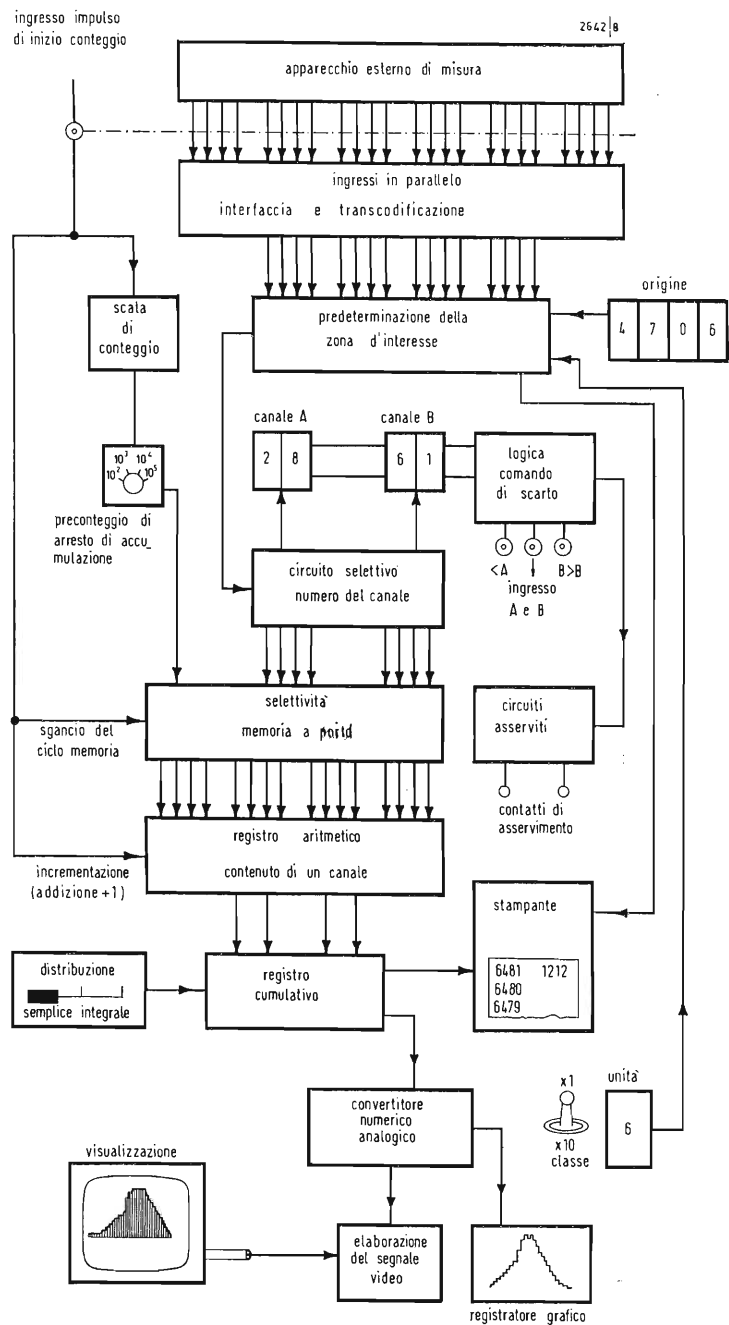 ingresso impulso
di inizio conteggio
2642 B
apparecchio esterno di misura
ingressi in parallelo
interfaccia e transcodificazione
origine
4 7 0 6
scala
di
conteggio
predeterminazione della
zona d'interesse
canale A
canale B
2 8
6 1
logica
comando
di scarto
10² 10³ 10⁴ 10⁵
preconteggio di
arresto di accu_
mulazione
<A
B>B
ingresso
A e B
circuito selettivo
numero del canale
selettività
memoria a
sgancio del
ciclo memoria
circuiti
asserviti
contatti di
asservimento
registro aritmetico
contenuto di un canale
incrementazione
(addizione +1)
stampante
6481 1212
6480
6479
distribuzione
semplice integrale
registro
cumulativo
x1
x10
classe
unità
6
convertitore
numerico
analogico
visualizzazione
elaborazione
del segnale
video
registratore grafico